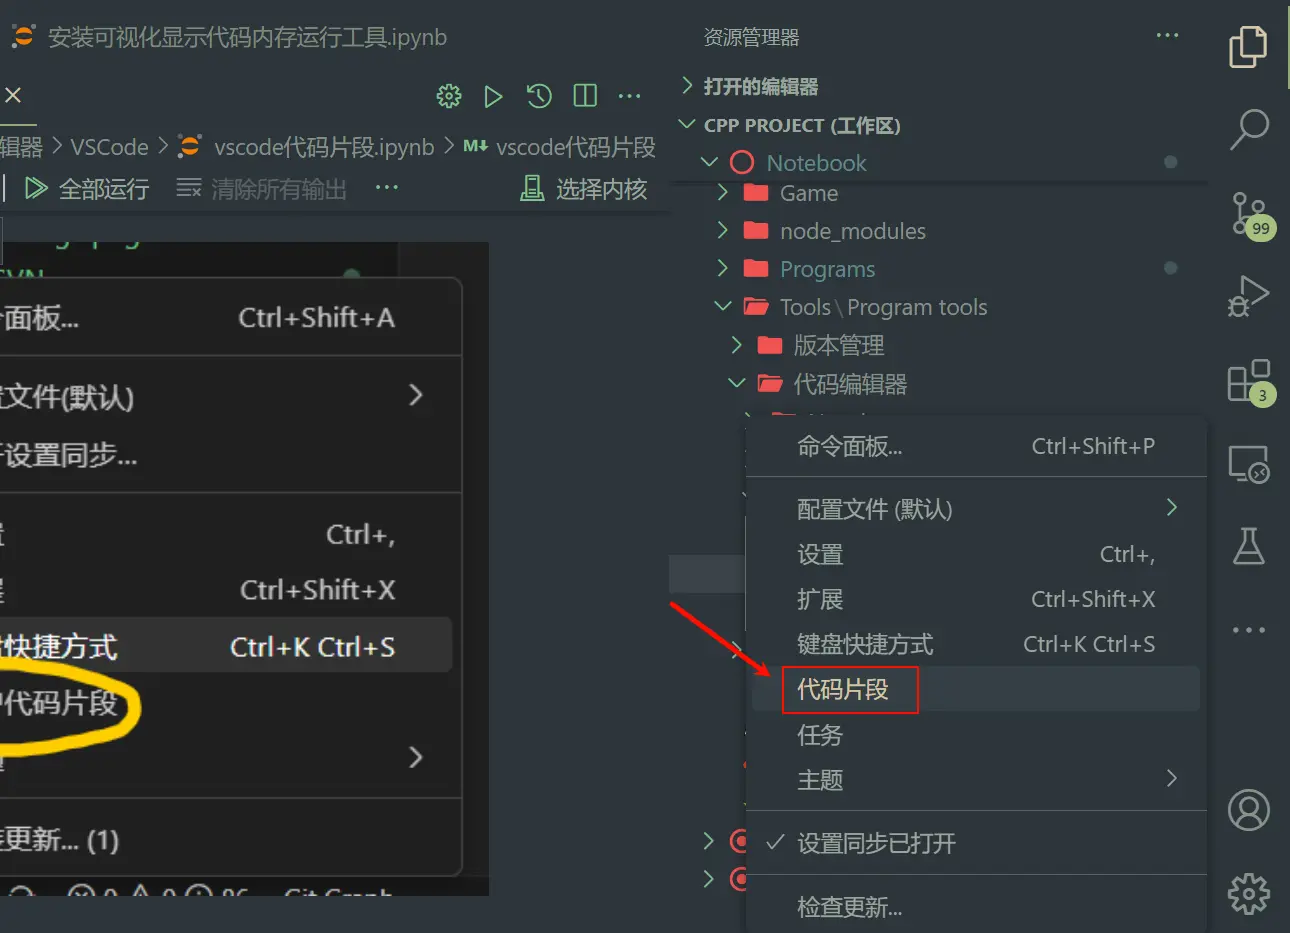 安装可视化显示代码内存运行工具.ipynb
辑器 > VSCode > vscode代码片段.ipynb > M↓ vscode代码片段
全部运行 清除所有输出 ··· 选择内核
面板... Ctrl+Shift+A
文件(默认)
设置同步...
Ctrl+,
Ctrl+Shift+X
快捷方式 Ctrl+K Ctrl+S
代码片段
更新... (1)
资源管理器
打开的编辑器
CPP PROJECT (工作区)
Notebook
Game
node_modules
Programs
Tools\Program tools
版本管理
代码编辑器
命令面板... Ctrl+Shift+P
配置文件 (默认)
设置 Ctrl+,
扩展 Ctrl+Shift+X
键盘快捷方式 Ctrl+K Ctrl+S
代码片段
任务
主题
设置同步已打开
检查更新...
99
3